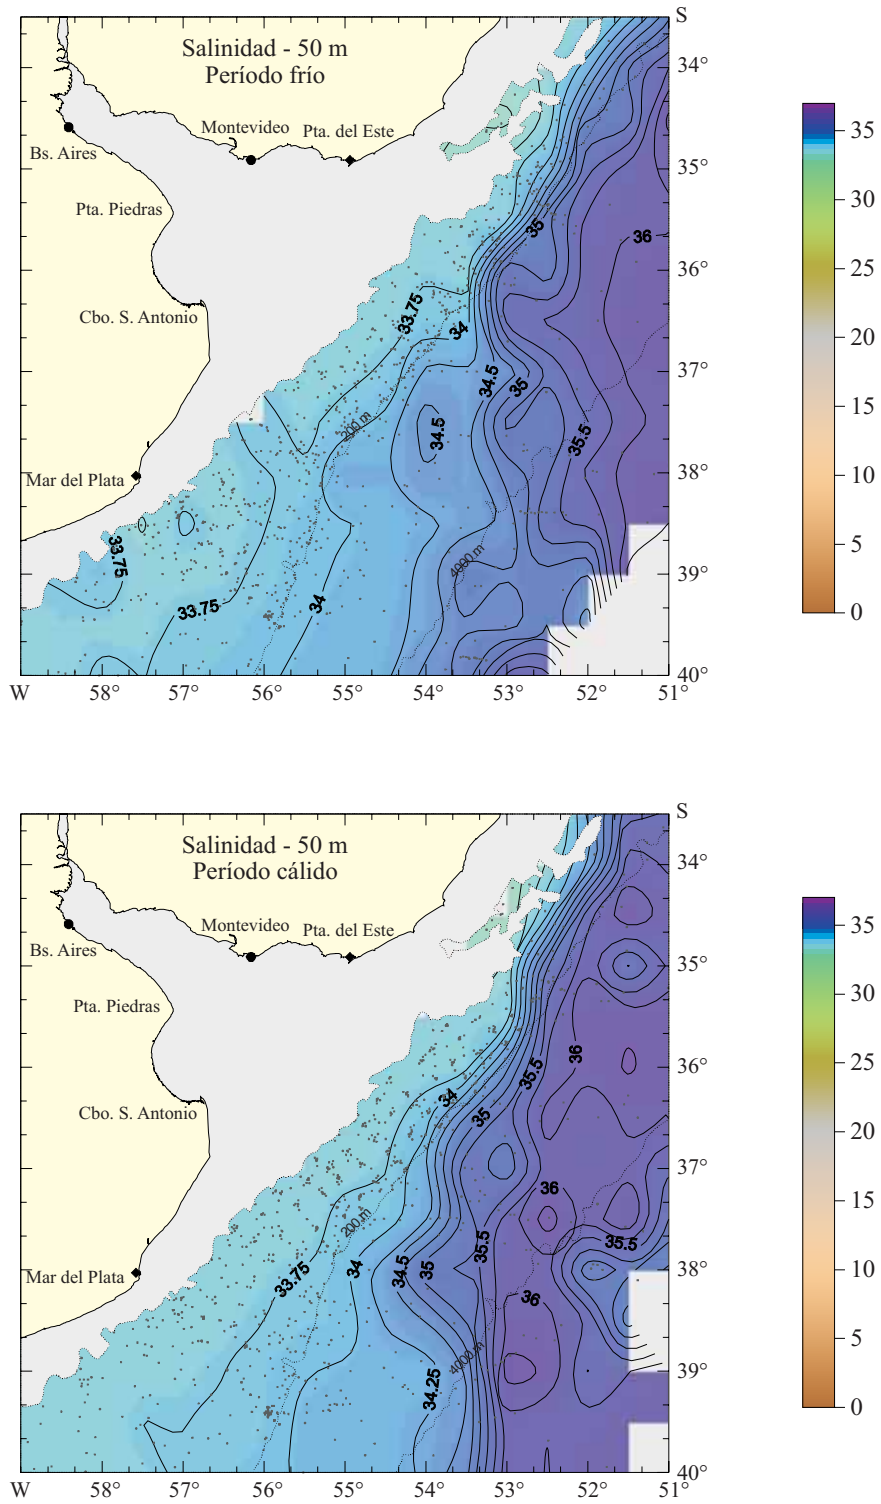 S
Salinidad - 50 m
Período frío
34°
35
Montevideo
Pta. del Este
Bs. Aires
35°
30
Pta. Piedras
35
36
25
36°
33.75
Cbo. S. Antonio
34
20
34.5
35
37°
15
200 m
34.5
35.5
38°
Mar del Plata
10
33.75
4000 m
5
39°
33.75
34
0
40°
W
58°
57°
56°
55°
54°
53°
52°
51°
S
Salinidad - 50 m
Período cálido
34°
35
Montevideo
Pta. del Este
Bs. Aires
35°
30
Pta. Piedras
36
25
36°
35.5
34
35
Cbo. S. Antonio
20
37°
36
15
200 m
35.5
35.5
34
34.5
35
33.75
38°
Mar del Plata
10
36
4000 m
5
39°
34.25
0
40°
W
58°
57°
56°
55°
54°
53°
52°
51°